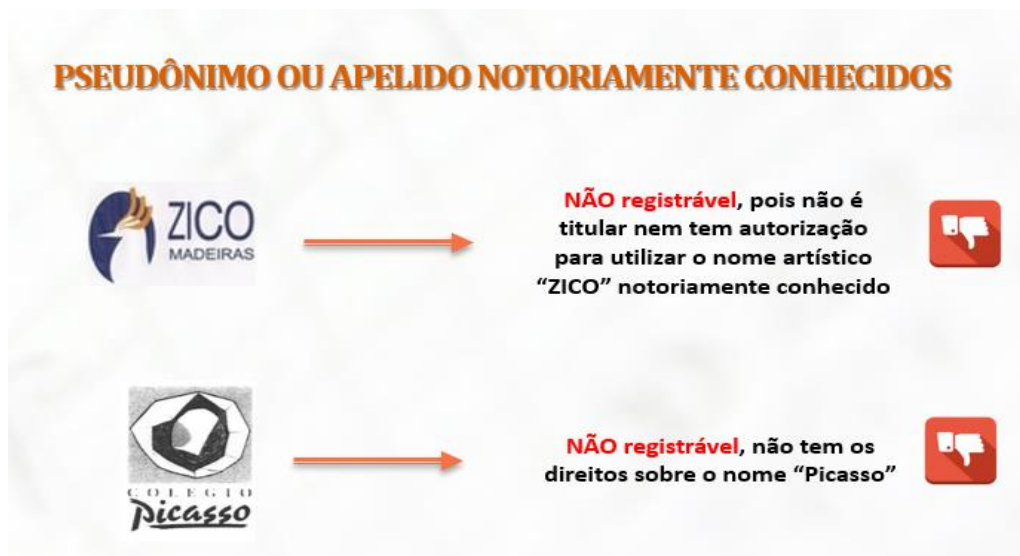 PSEUDÔNIMO OU APELIDO NOTORIAMENTE CONHECIDOS
ZICO
MADEIRAS
NÃO registrável, pois não é
titular nem tem autorização
para utilizar o nome artístico
“ZICO” notoriamente conhecido
COLEGIO
Picasso
NÃO registrável, não tem os
direitos sobre o nome “Picasso”